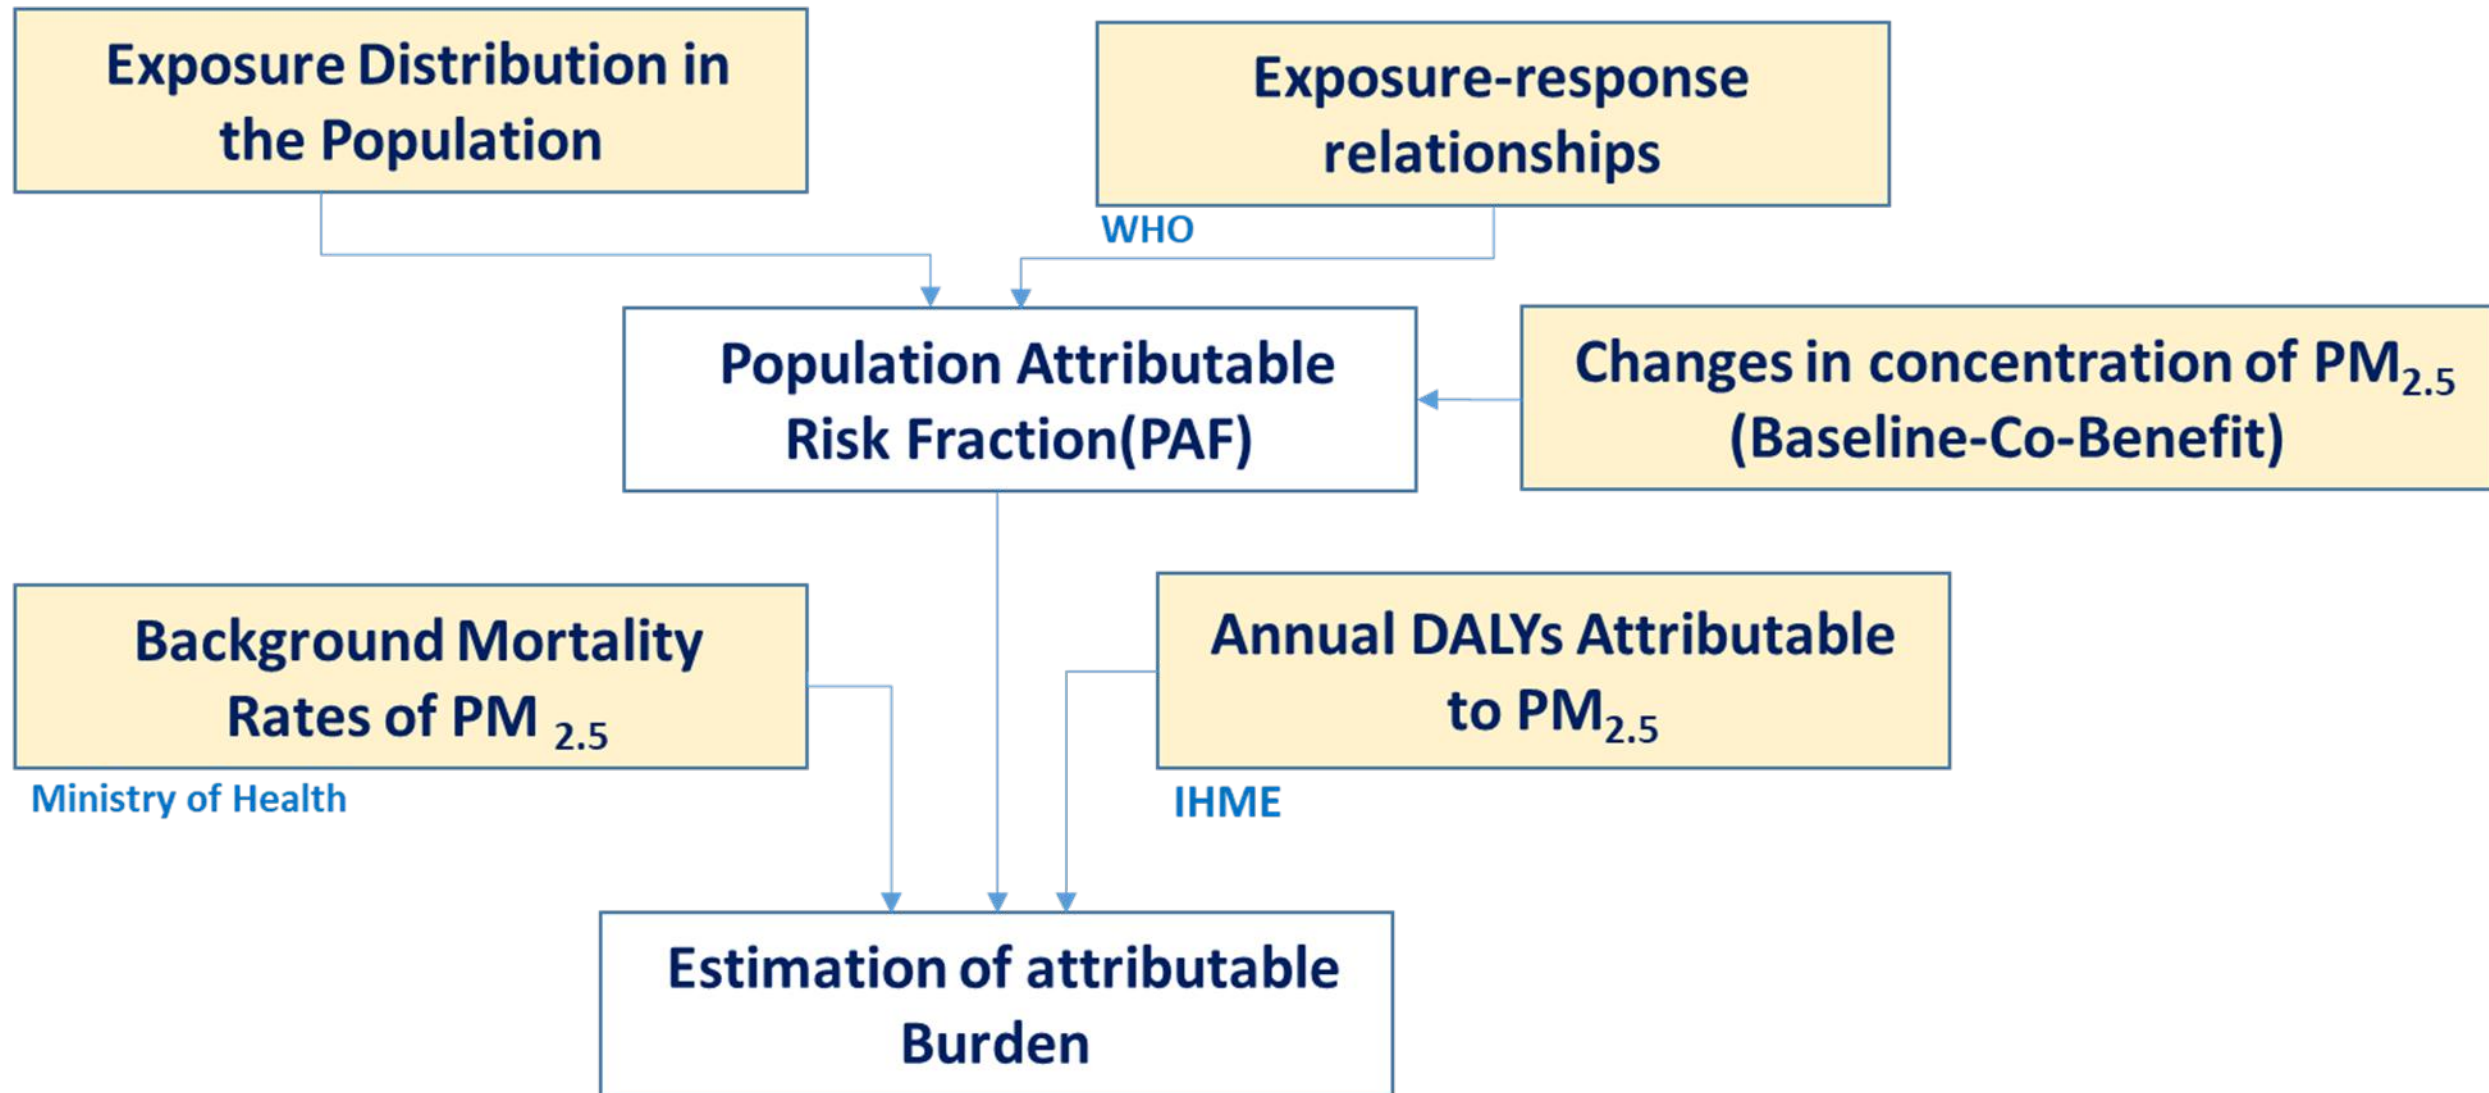 Exposure Distribution in
the Population
Exposure-response
relationships
WHO
Population Attributable
Risk Fraction(PAF)
Changes in concentration of PM2.5
(Baseline-Co-Benefit)
Background Mortality
Rates of PM 2.5
Ministry of Health
Annual DALYs Attributable
to PM2.5
IHME
Estimation of attributable
Burden